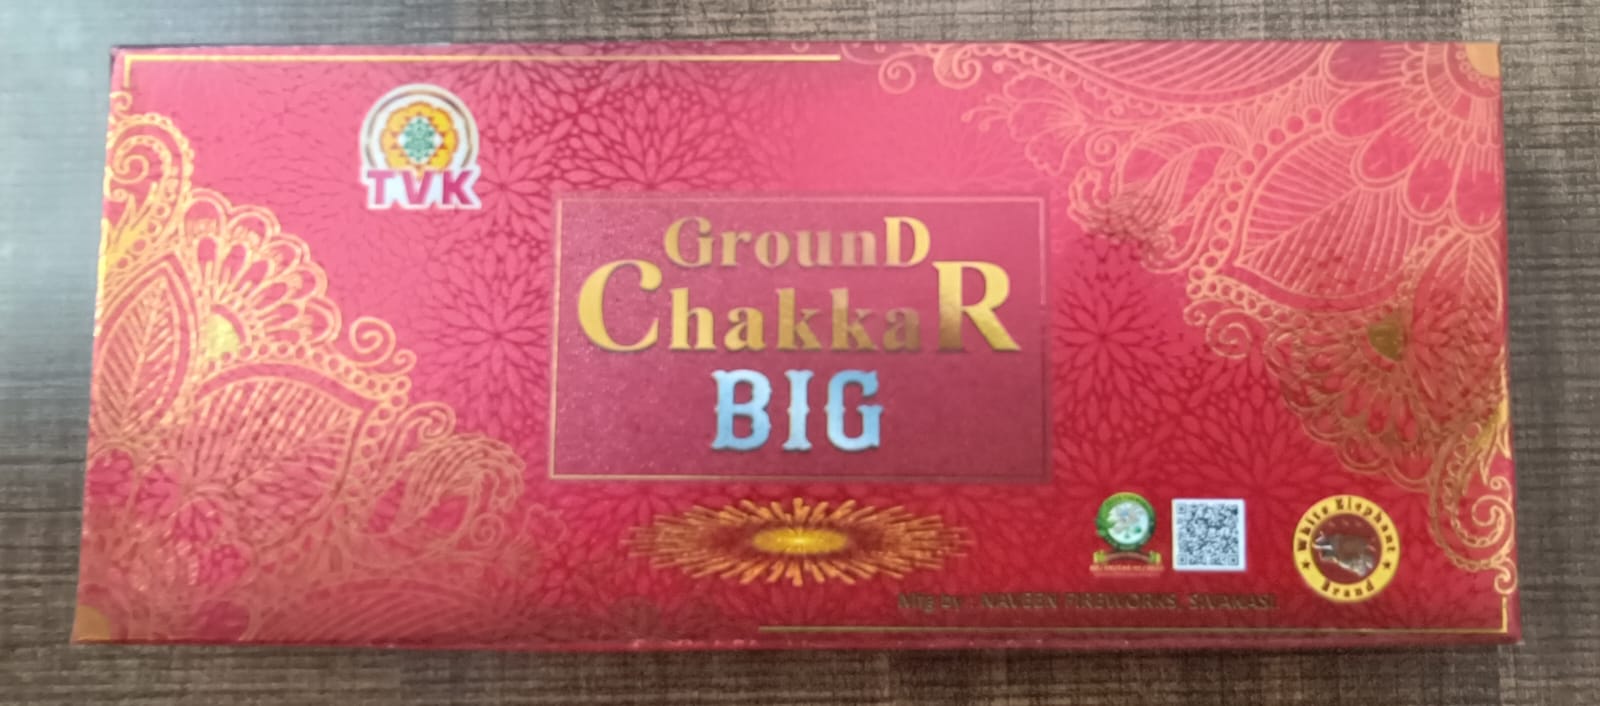 TVK
GrounD
ChakkaR
BIG
White Elephant
Brand
Mfg by : NAVEEN FIREWORKS, SIVAKASI.